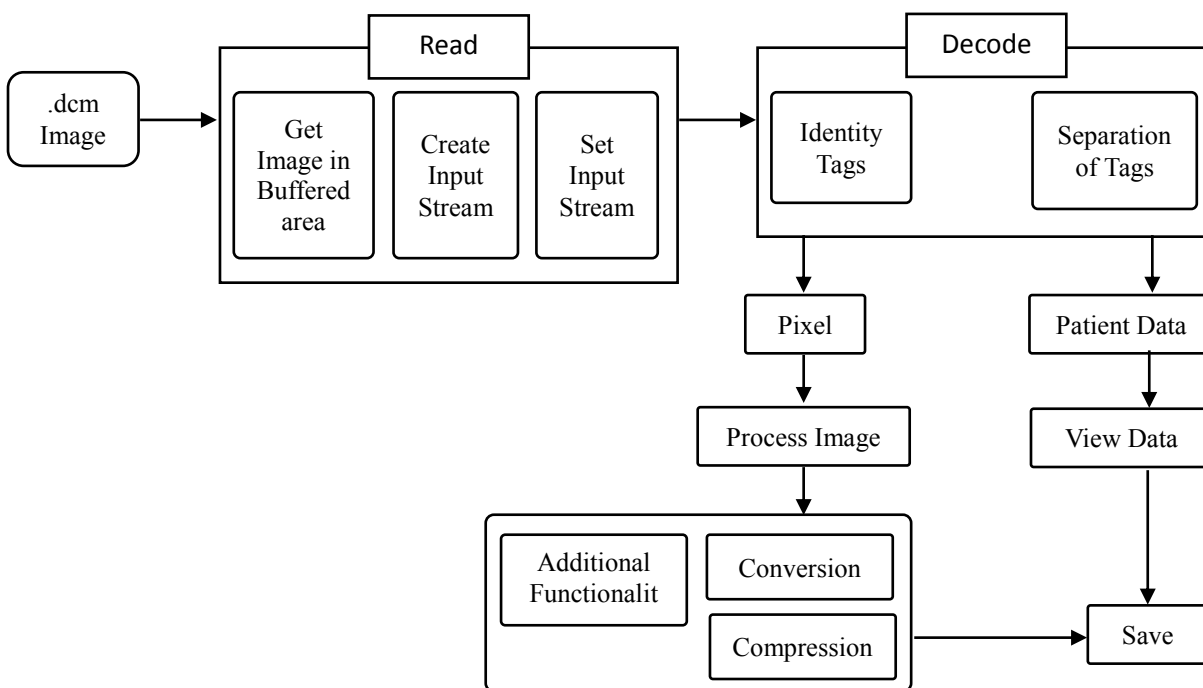 Read
Decode
.dcm
Image
Get
Image in
Buffered
area
Create
Input
Stream
Set
Input
Stream
Identity
Tags
Separation
of Tags
Pixel
Patient Data
Process Image
View Data
Additional
Functionalit
Conversion
Compression
Save